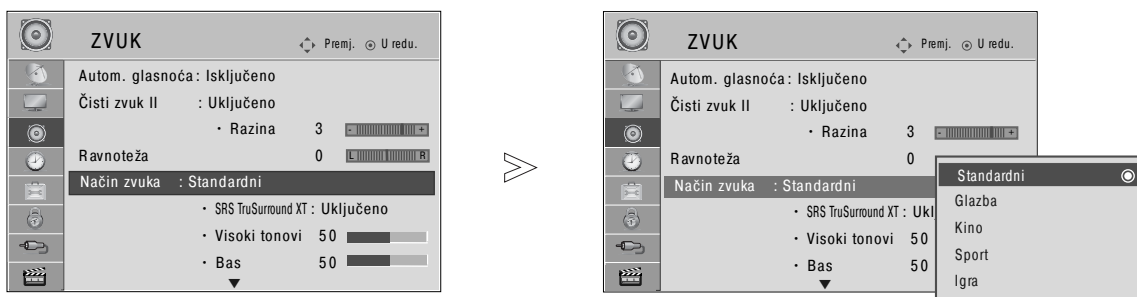 ZVUK
Premj. U redu.
Autom. glasnoća : Isključeno
Čisti zvuk II : Uključeno
• Razina 3 - +
Ravnoteža 0 L R
Način zvuka : Standardni
• SRS TruSurround XT : Uključeno
• Visoki tonovi 50
• Bas 50
ZVUK
Premj. U redu.
Autom. glasnoća : Isključeno
Čisti zvuk II : Uključeno
• Razina 3 - +
Ravnoteža 0
Način zvuka : Standardni
• SRS TruSurround XT : Ukl
• Visoki tonovi 50
• Bas 50
Standardni
Glazba
Kino
Sport
Igra